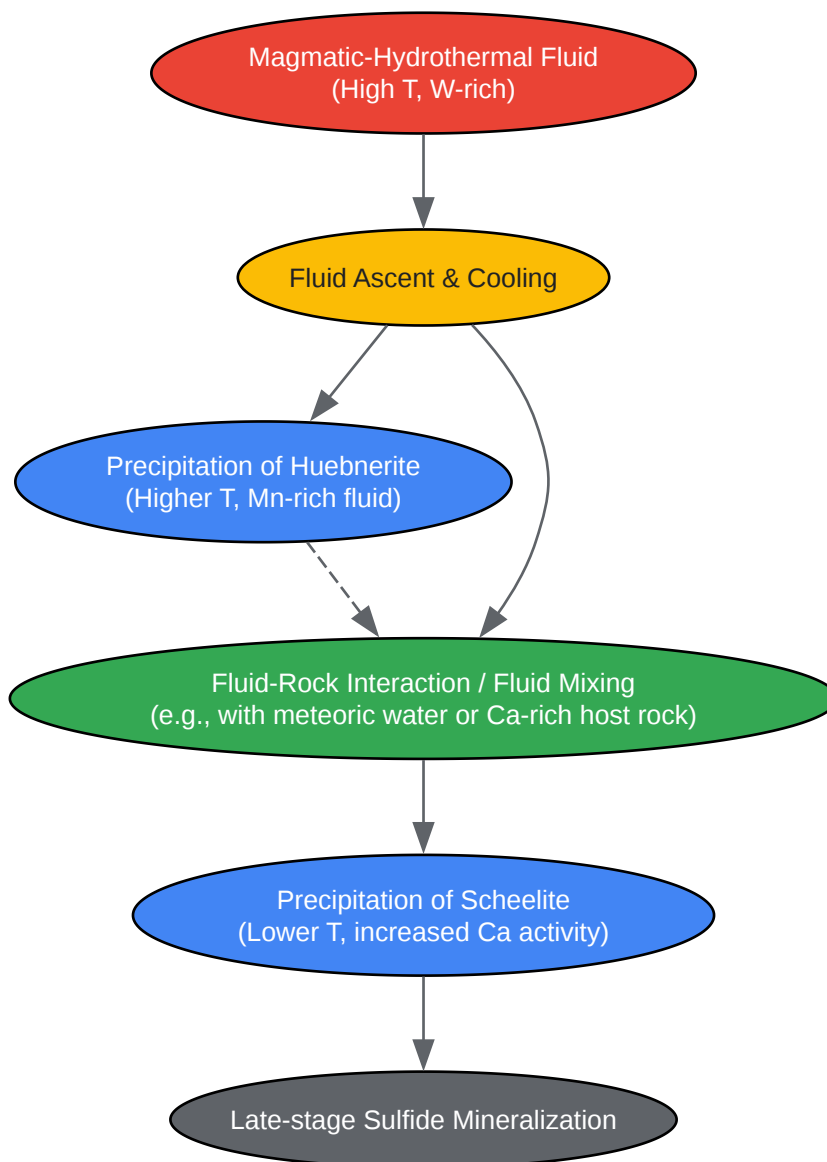 Magmatic-Hydrothermal Fluid
(High T, W-rich)
Fluid Ascent & Cooling
Precipitation of Huebnerite
(Higher T, Mn-rich fluid)
Fluid-Rock Interaction / Fluid Mixing
(e.g., with meteoric water or Ca-rich host rock)
Precipitation of Scheelite
(Lower T, increased Ca activity)
Late-stage Sulfide Mineralization